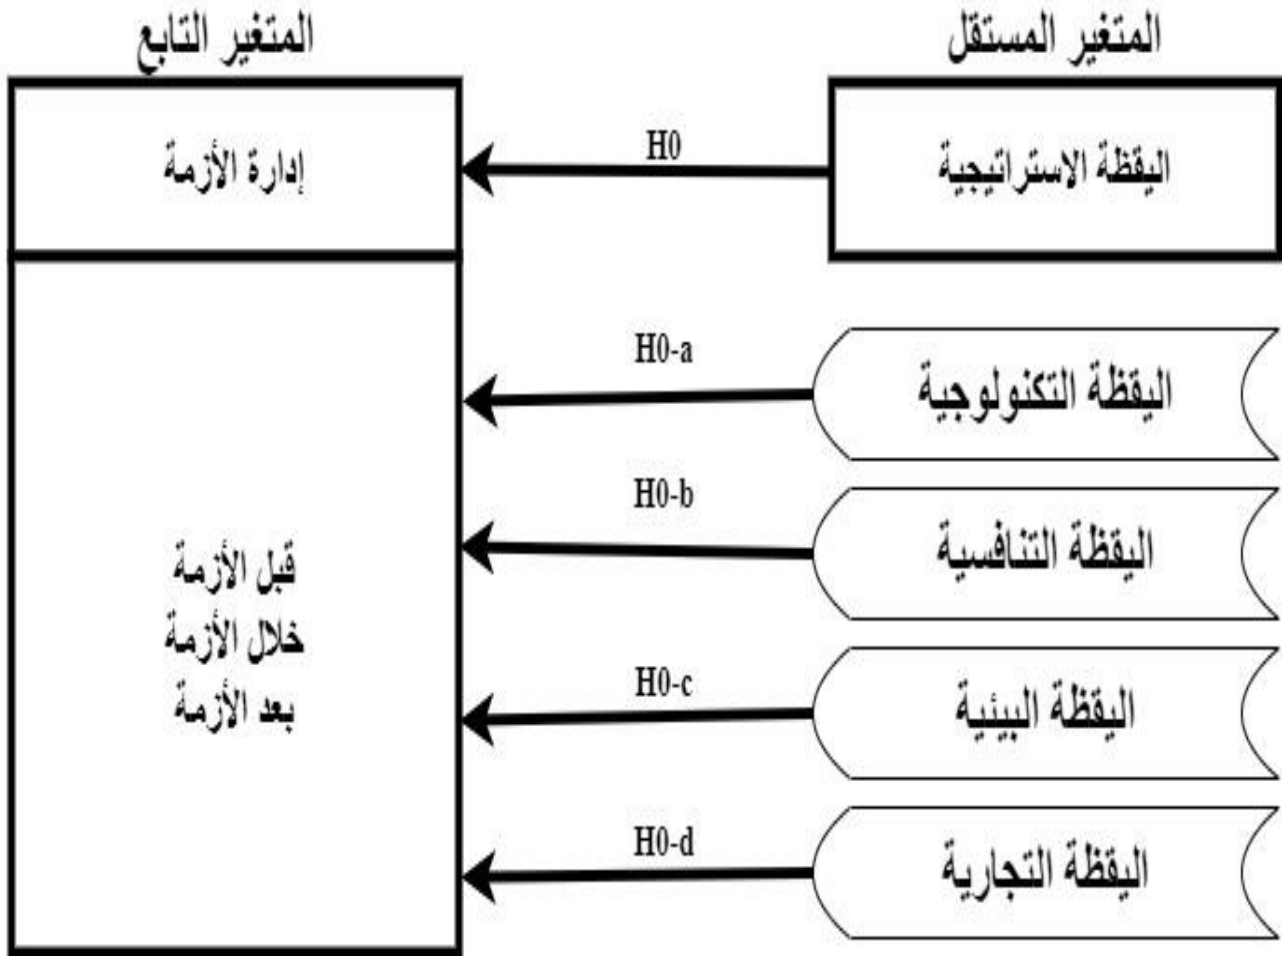 المتغير المستقل
المتغير التابع
اليقظة الاستراتيجية
H0
إدارة الأزمة
اليقظة التكنولوجية
H0-a
اليقظة التنافسية
H0-b
اليقظة البيئية
H0-c
اليقظة التجارية
H0-d
قبل الأزمة
خلال الأزمة
بعد الأزمة